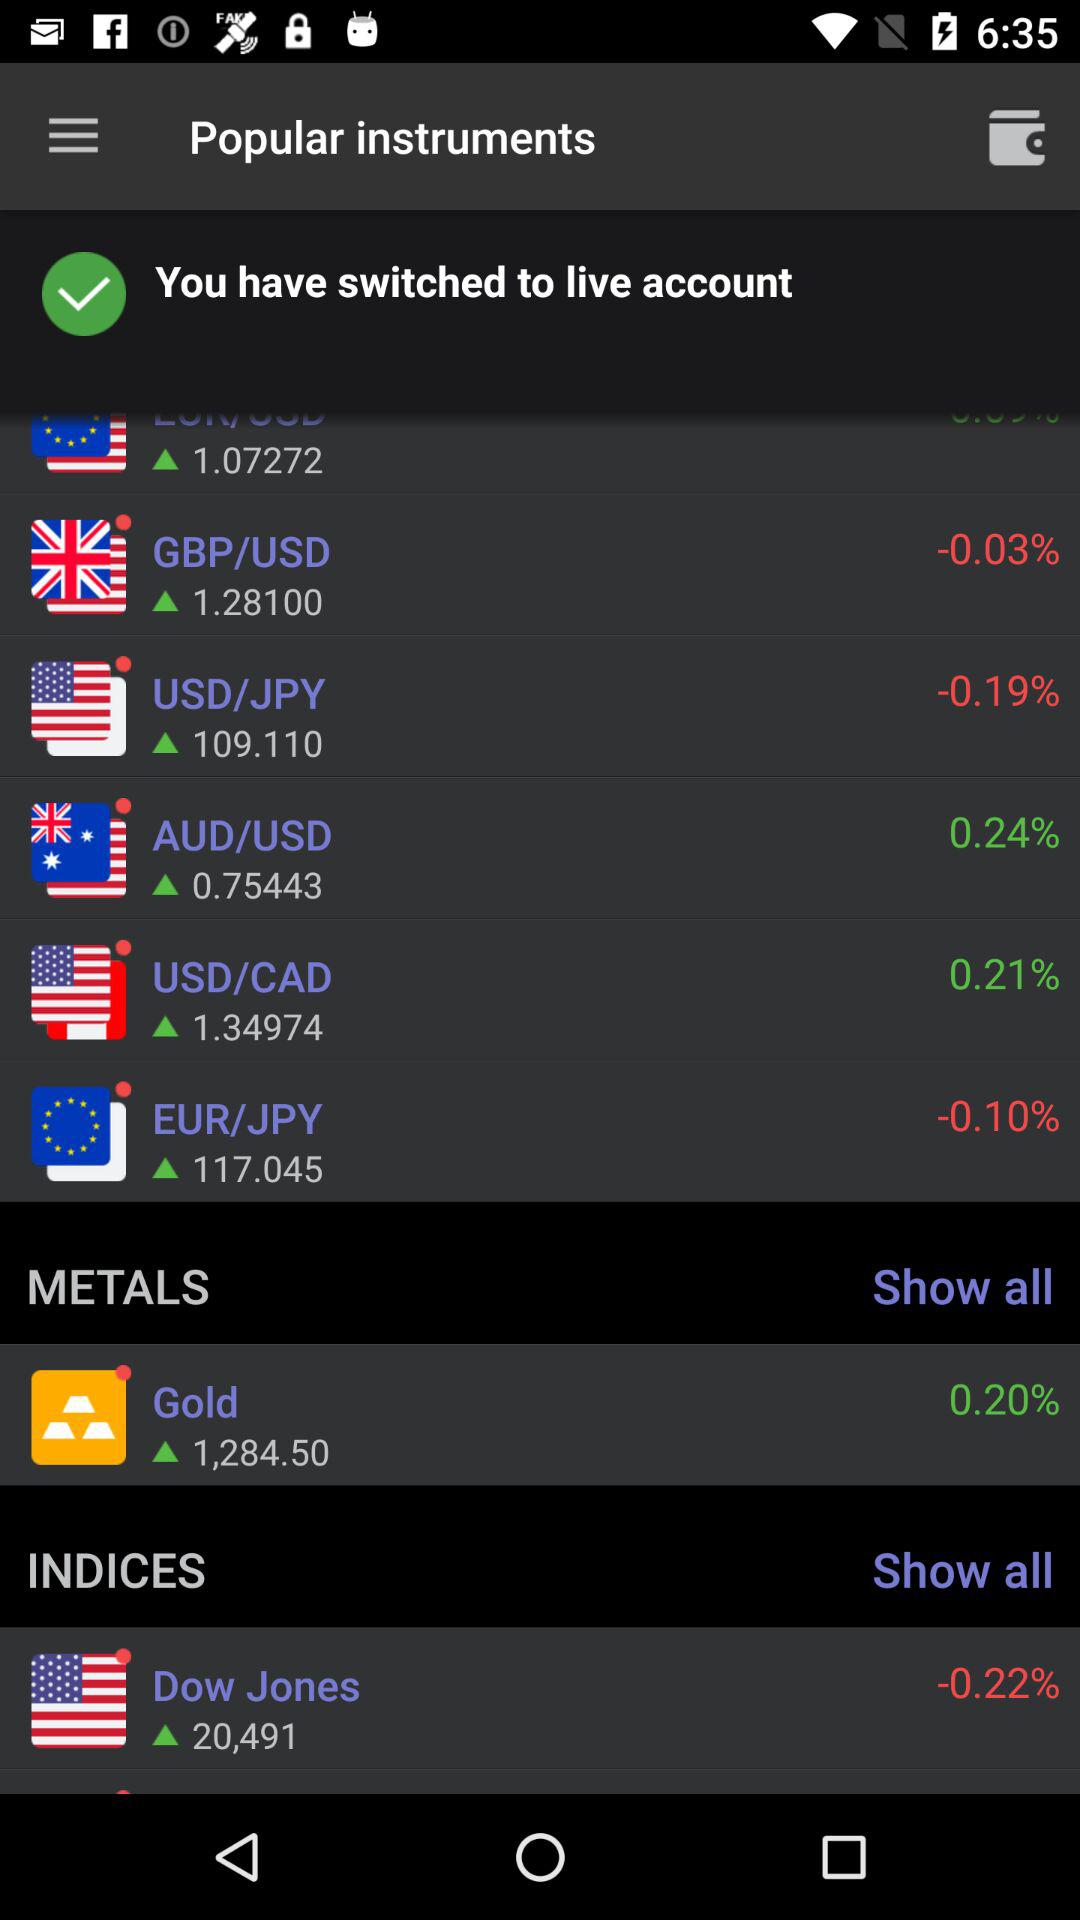 FAKE
6:35
Popular instruments
You have switched to live account
EUR/USD
1.07272
GBP/USD
-0.03%
1.28100
USD/JPY
-0.19%
109.110
AUD/USD
0.24%
0.75443
USD/CAD
0.21%
1.34974
EUR/JPY
-0.10%
117.045
METALS
Show all
Gold
0.20%
1,284.50
INDICES
Show all
Dow Jones
-0.22%
20,491